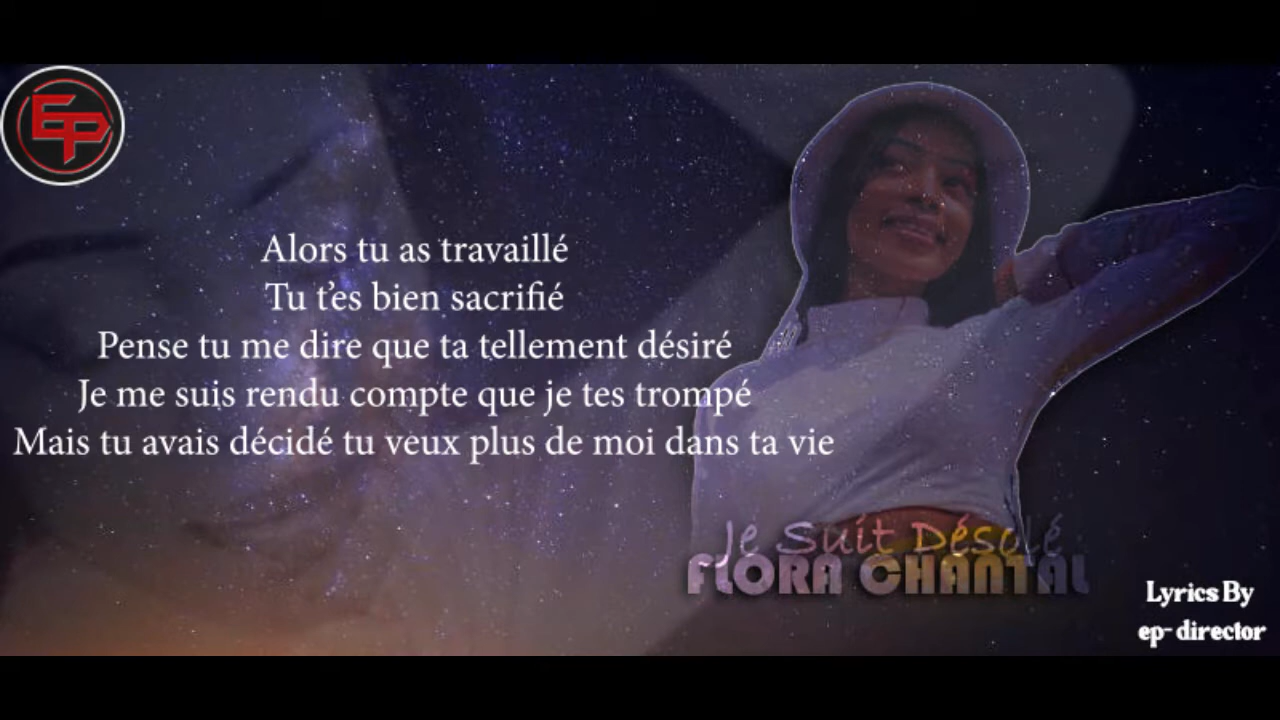 EP
Alors tu as travaillé
Tu t'es bien sacrifié
Pense tu me dire que ta tellement désiré
Je me suis rendu compte que je tes trompé
Mais tu avais décidé tu veux plus de moi dans ta vie
Je Suit Désolé
FLORA CHANTAL
Lyrics By
ep-director